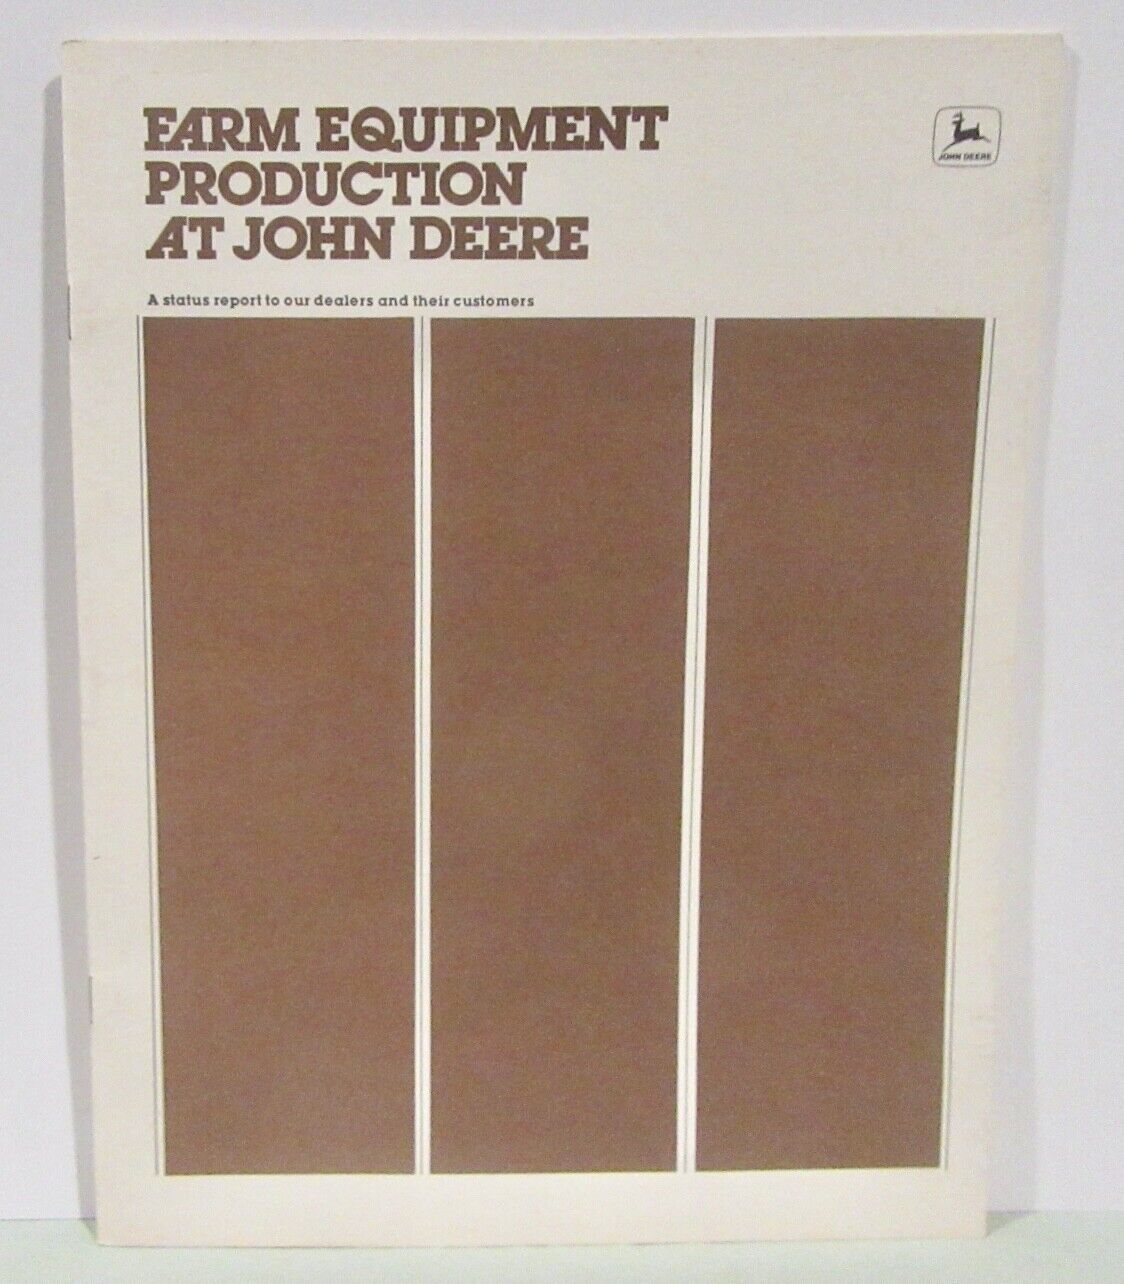 FARM EQUIPMENT
PRODUCTION
AT JOHN DEERE
JOHN DEERE
A status report to our dealers and their customers